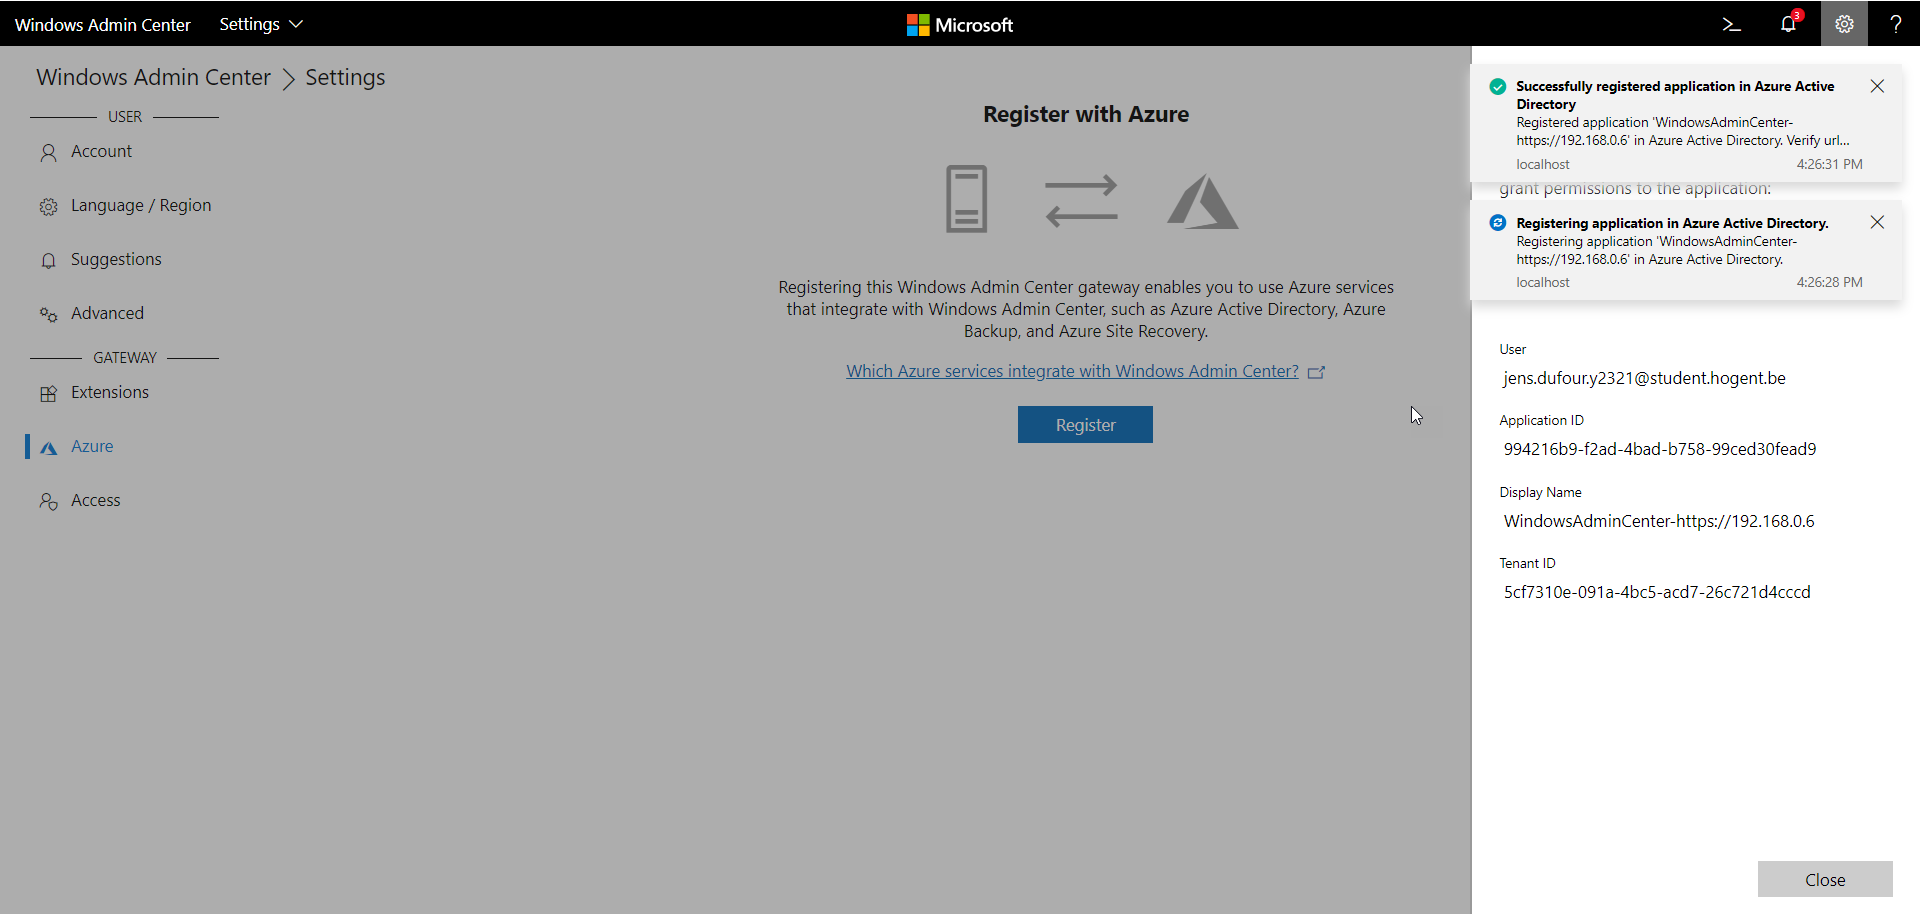 Windows Admin Center
Settings
Microsoft
3
?
Windows Admin Center
Settings
USER
Account
Language / Region
Suggestions
Advanced
GATEWAY
Extensions
Azure
Access
Register with Azure
Registering this Windows Admin Center gateway enables you to use Azure services
that integrate with Windows Admin Center, such as Azure Active Directory, Azure
Backup, and Azure Site Recovery.
Which Azure services integrate with Windows Admin Center?
Register
Successfully registered application in Azure Active
Directory
Registered application 'WindowsAdminCenter-
https://192.168.0.6' in Azure Active Directory. Verify url...
localhost
4:26:31 PM
grant permissions to the application:
Registering application in Azure Active Directory.
Registering application 'WindowsAdminCenter-
https://192.168.0.6' in Azure Active Directory.
localhost
4:26:28 PM
User
jens.dufour.y2321@student.hogent.be
Application ID
994216b9-f2ad-4bad-b758-99ced30fead9
Display Name
WindowsAdminCenter-https://192.168.0.6
Tenant ID
5cf7310e-091a-4bc5-acd7-26c721d4cccd
Close